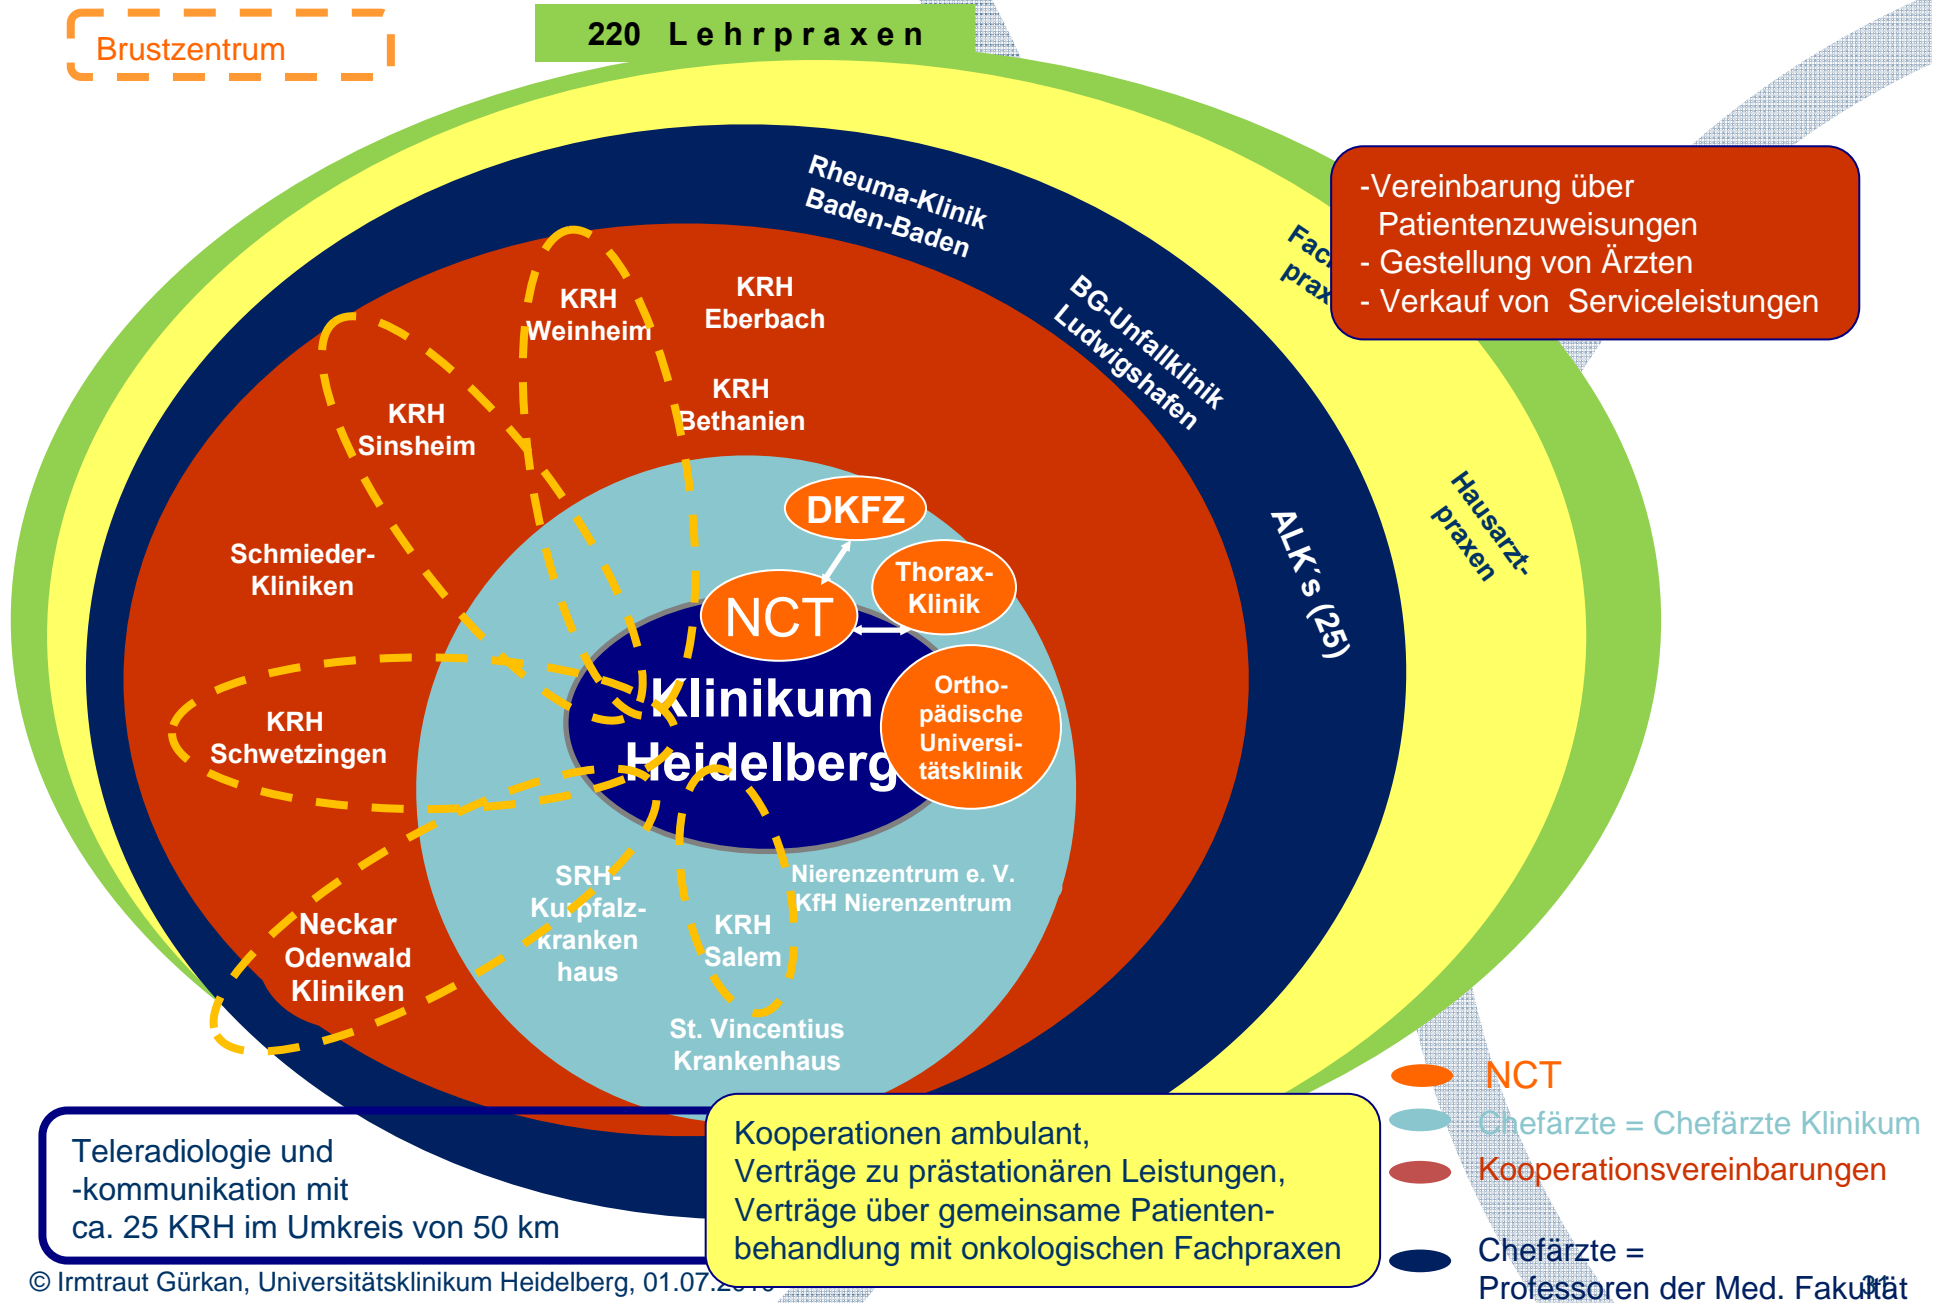 Brustzentrum
220 Lehrpraxen
Rheuma-Klinik
Baden-Baden
-Vereinbarung über
Patientenzuweisungen
- Gestellung von Ärzten
- Verkauf von Serviceleistungen
BG-Unfallklinik
Ludwigshafen
KRH
Weinheim
KRH
Eberbach
KRH
Bethanien
KRH
Sinsheim
Hausarzt-
praxen
ALK´s (25)
DKFZ
Thorax-
Klinik
NCT
Schmieder-
Kliniken
Klinikum
Heidelberg
Ortho-
pädische
Universi-
tätsklinik
KRH
Schwetzingen
SRH-
Kurpfalz-
kranken
haus
Nierenzentrum e. V.
KfH Nierenzentrum
KRH
Salem
Neckar
Odenwald
Kliniken
St. Vincentius
Krankenhaus
NCT
Chefärzte = Chefärzte Klinikum
Kooperationsvereinbarungen
Chefärzte =
Professoren der Med. Fakultät
Teleradiologie und
-kommunikation mit
ca. 25 KRH im Umkreis von 50 km
Kooperationen ambulant,
Verträge zu prästationären Leistungen,
Verträge über gemeinsame Patienten-
behandlung mit onkologischen Fachpraxen
© Irmtraut Gürkan, Universitätsklinikum Heidelberg,